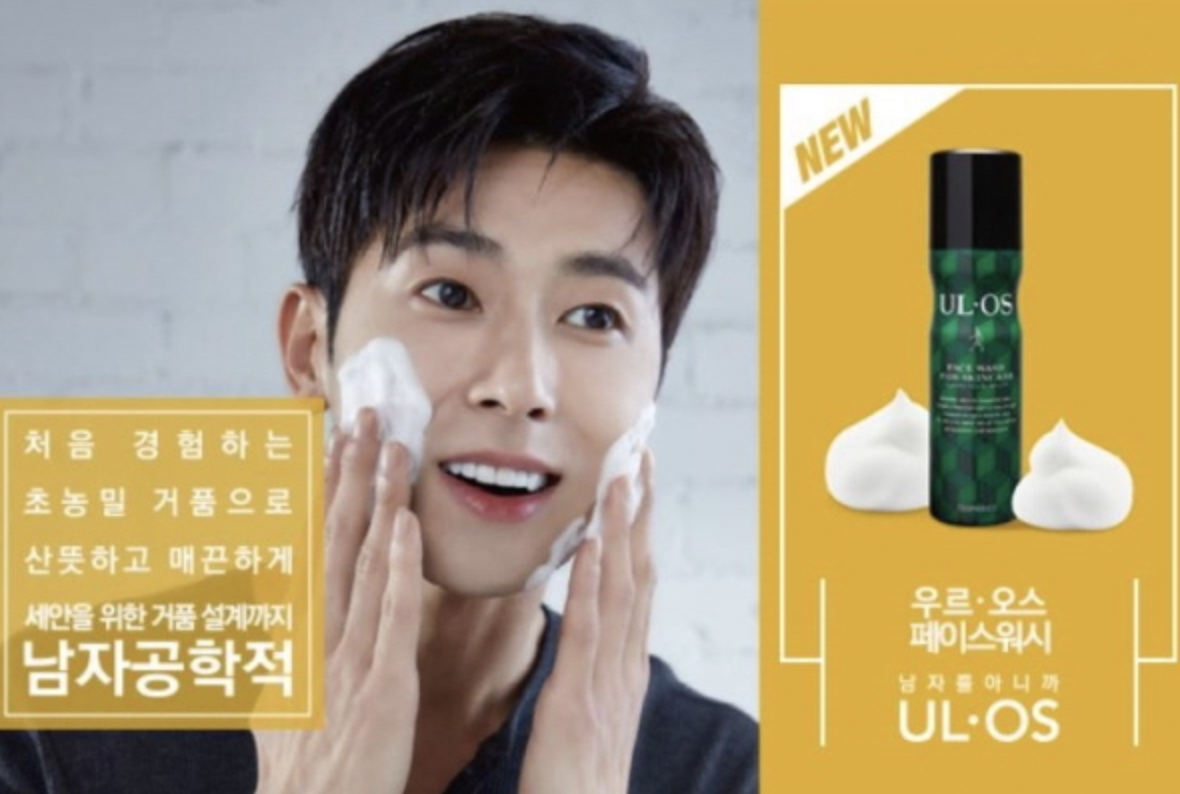 처음 경험하는
초농밀 거품으로
산뜻하고 매끈하게
세안을 위한 거품 설계까지
남자공학적
NEW
UL·OS
FACE WASH
우르·오스
페이스워시
남자를아니까
UL·OS